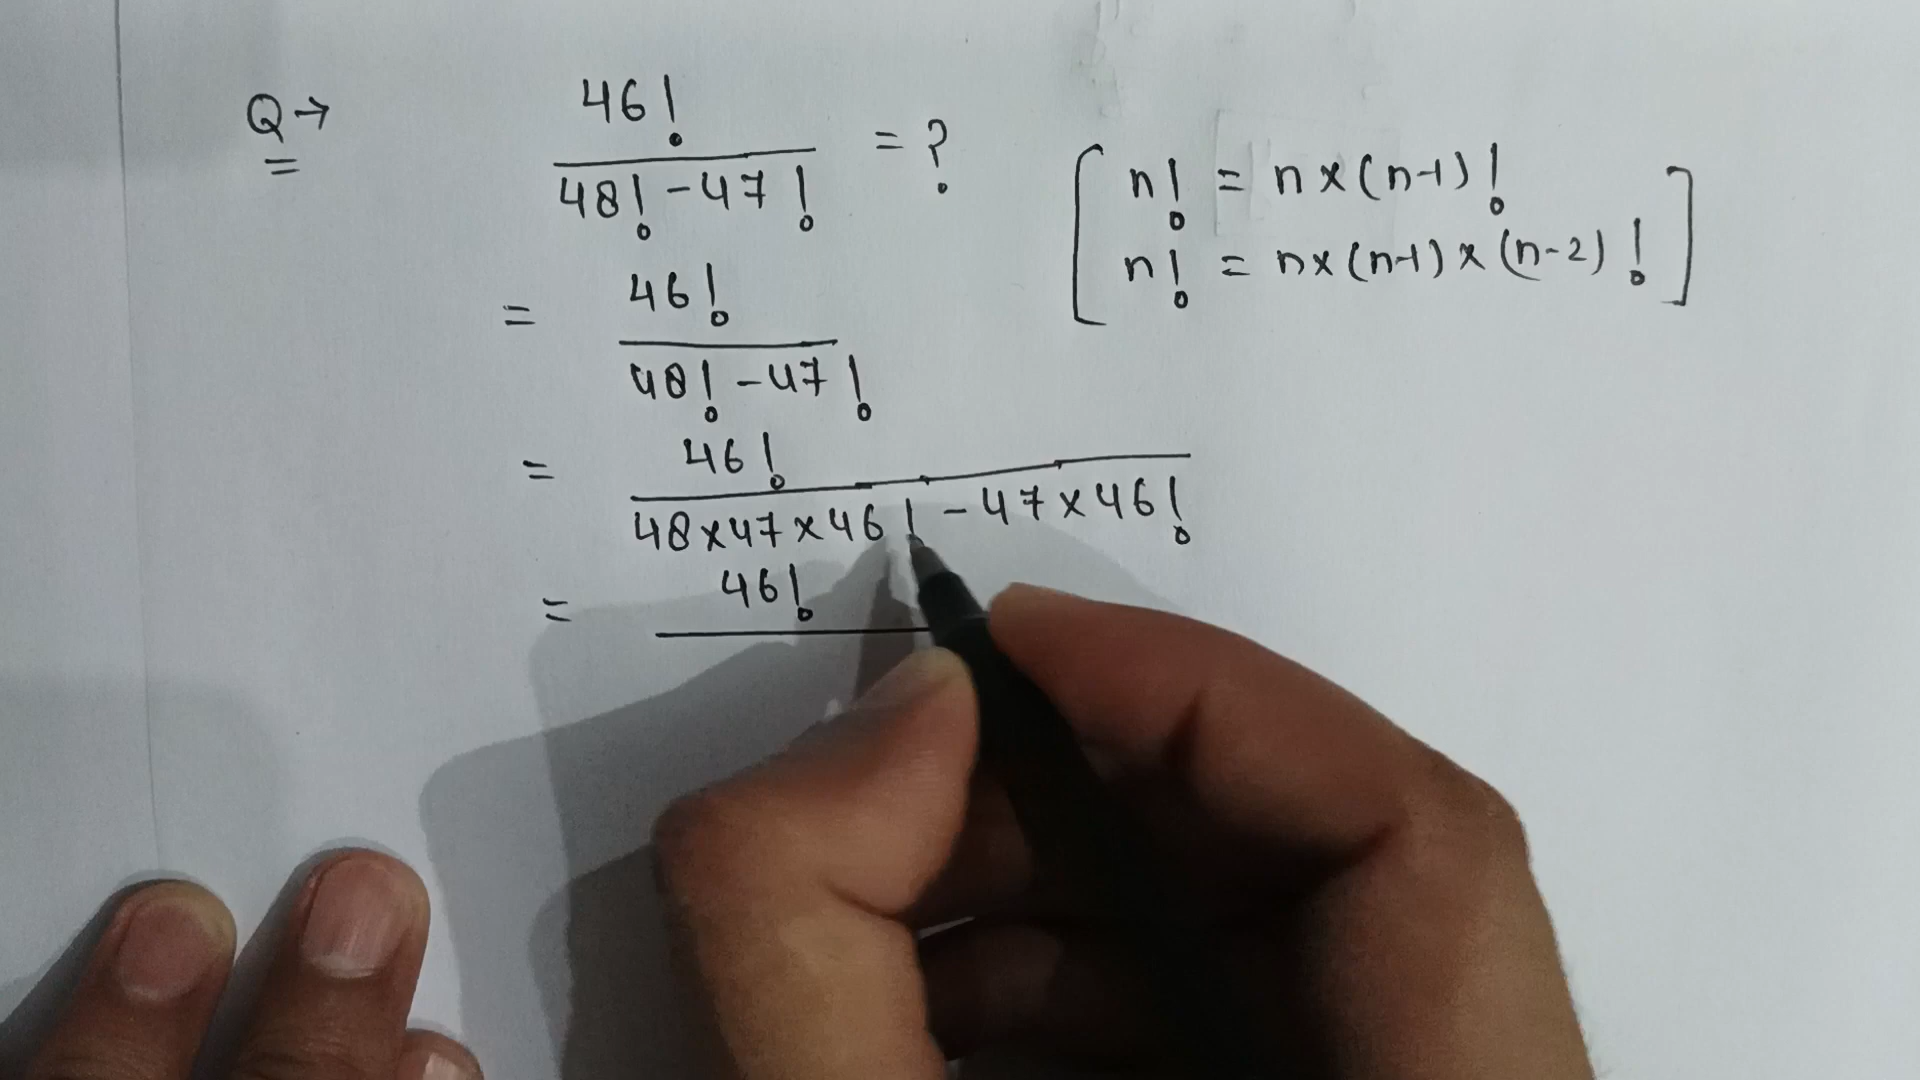 Q→ 46! / 48! - 47! = ?
[ n! = n×(n-1)!
n! = n×(n-1)×(n-2)! ]
= 46! / 48! - 47!
= 46! / 48×47×46! - 47×46!
= 46!